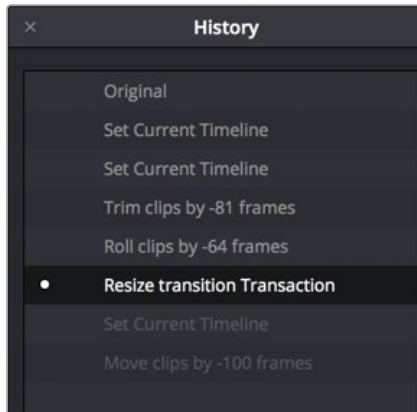 History
Original
Set Current Timeline
Set Current Timeline
Trim clips by -81 frames
Roll clips by -64 frames
Resize transition Transaction
Set Current Timeline
Move clips by -100 frames